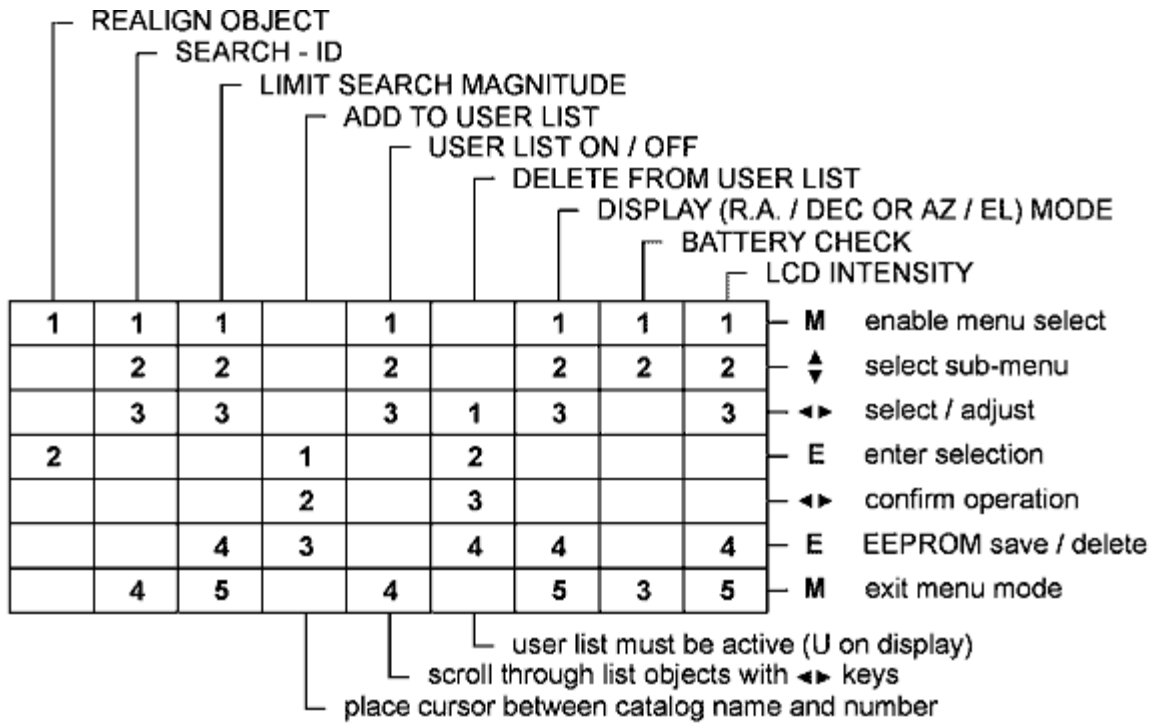 REALIGN OBJECT
SEARCH - ID
LIMIT SEARCH MAGNITUDE
ADD TO USER LIST
USER LIST ON / OFF
DELETE FROM USER LIST
DISPLAY (R.A. / DEC OR AZ / EL) MODE
BATTERY CHECK
LCD INTENSITY
1 1 1 1 1 1 1 M enable menu select
2 2 2 2 2 2 ▲▼ select sub-menu
3 3 3 1 3 3 ◄► select / adjust
2 1 2 E enter selection
2 3 ◄► confirm operation
4 3 4 4 4 E EEPROM save / delete
4 5 4 5 3 5 M exit menu mode
user list must be active (U on display)
scroll through list objects with ◄► keys
place cursor between catalog name and number